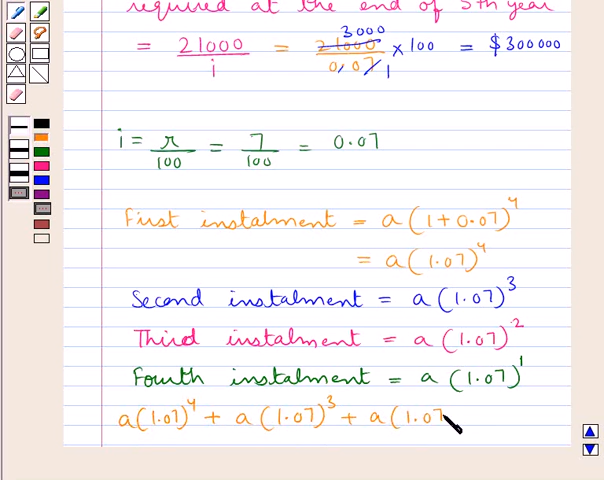 required at the end of 5th year
= 21000/i = 3000 21000/0.07 1 × 100 = $300000
i = r/100 = 7/100 = 0.07
First instalment = a(1+0.07)^4
= a(1.07)^4
Second instalment = a(1.07)^3
Third instalment = a(1.07)^2
Fourth instalment = a(1.07)^1
a(1.07)^4 + a(1.07)^3 + a(1.07